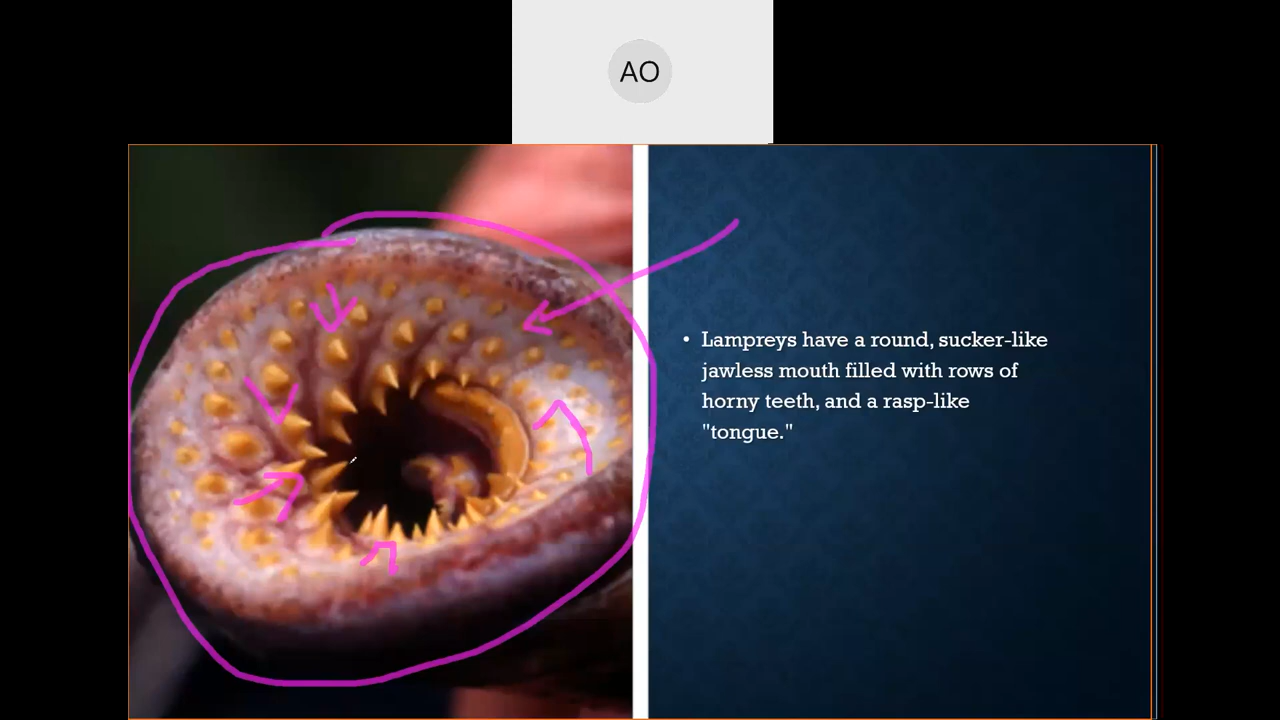 AO
• Lampreys have a round, sucker-like
jawless mouth filled with rows of
horny teeth, and a rasp-like
"tongue."